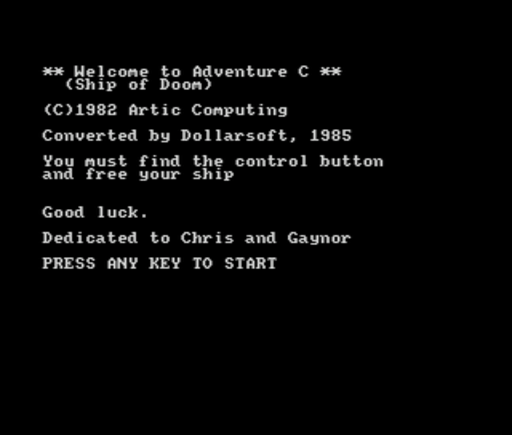 ** Welcome to Adventure C **
(Ship of Doom)
(C)1982 Artic Computing
Converted by Dollarsoft, 1985
You must find the control button
and free your ship
Good luck.
Dedicated to Chris and Gaynor
PRESS ANY KEY TO START